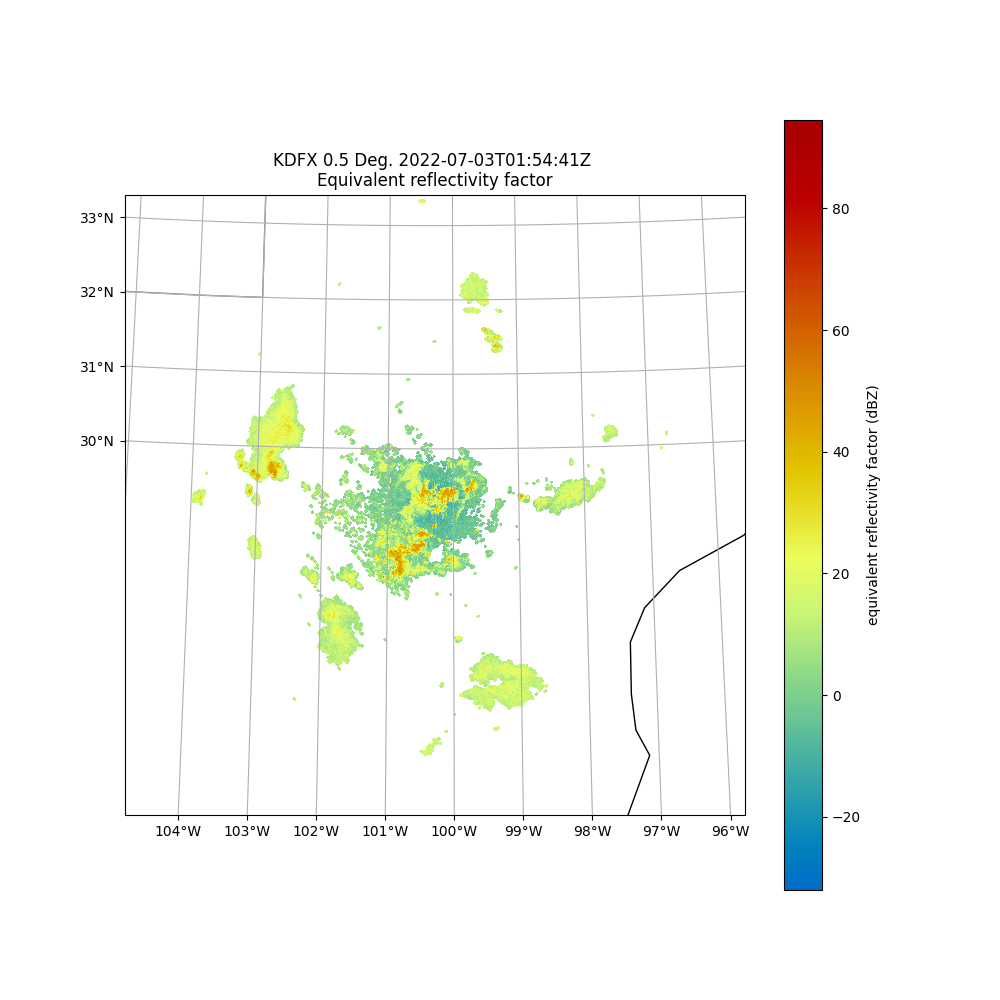 KDFX 0.5 Deg. 2022-07-03T01:54:41Z
Equivalent reflectivity factor
33°N
32°N
31°N
30°N
104°W 103°W 102°W 101°W 100°W 99°W 98°W 97°W 96°W
80
60
40
20
0
−20
equivalent reflectivity factor (dBZ)